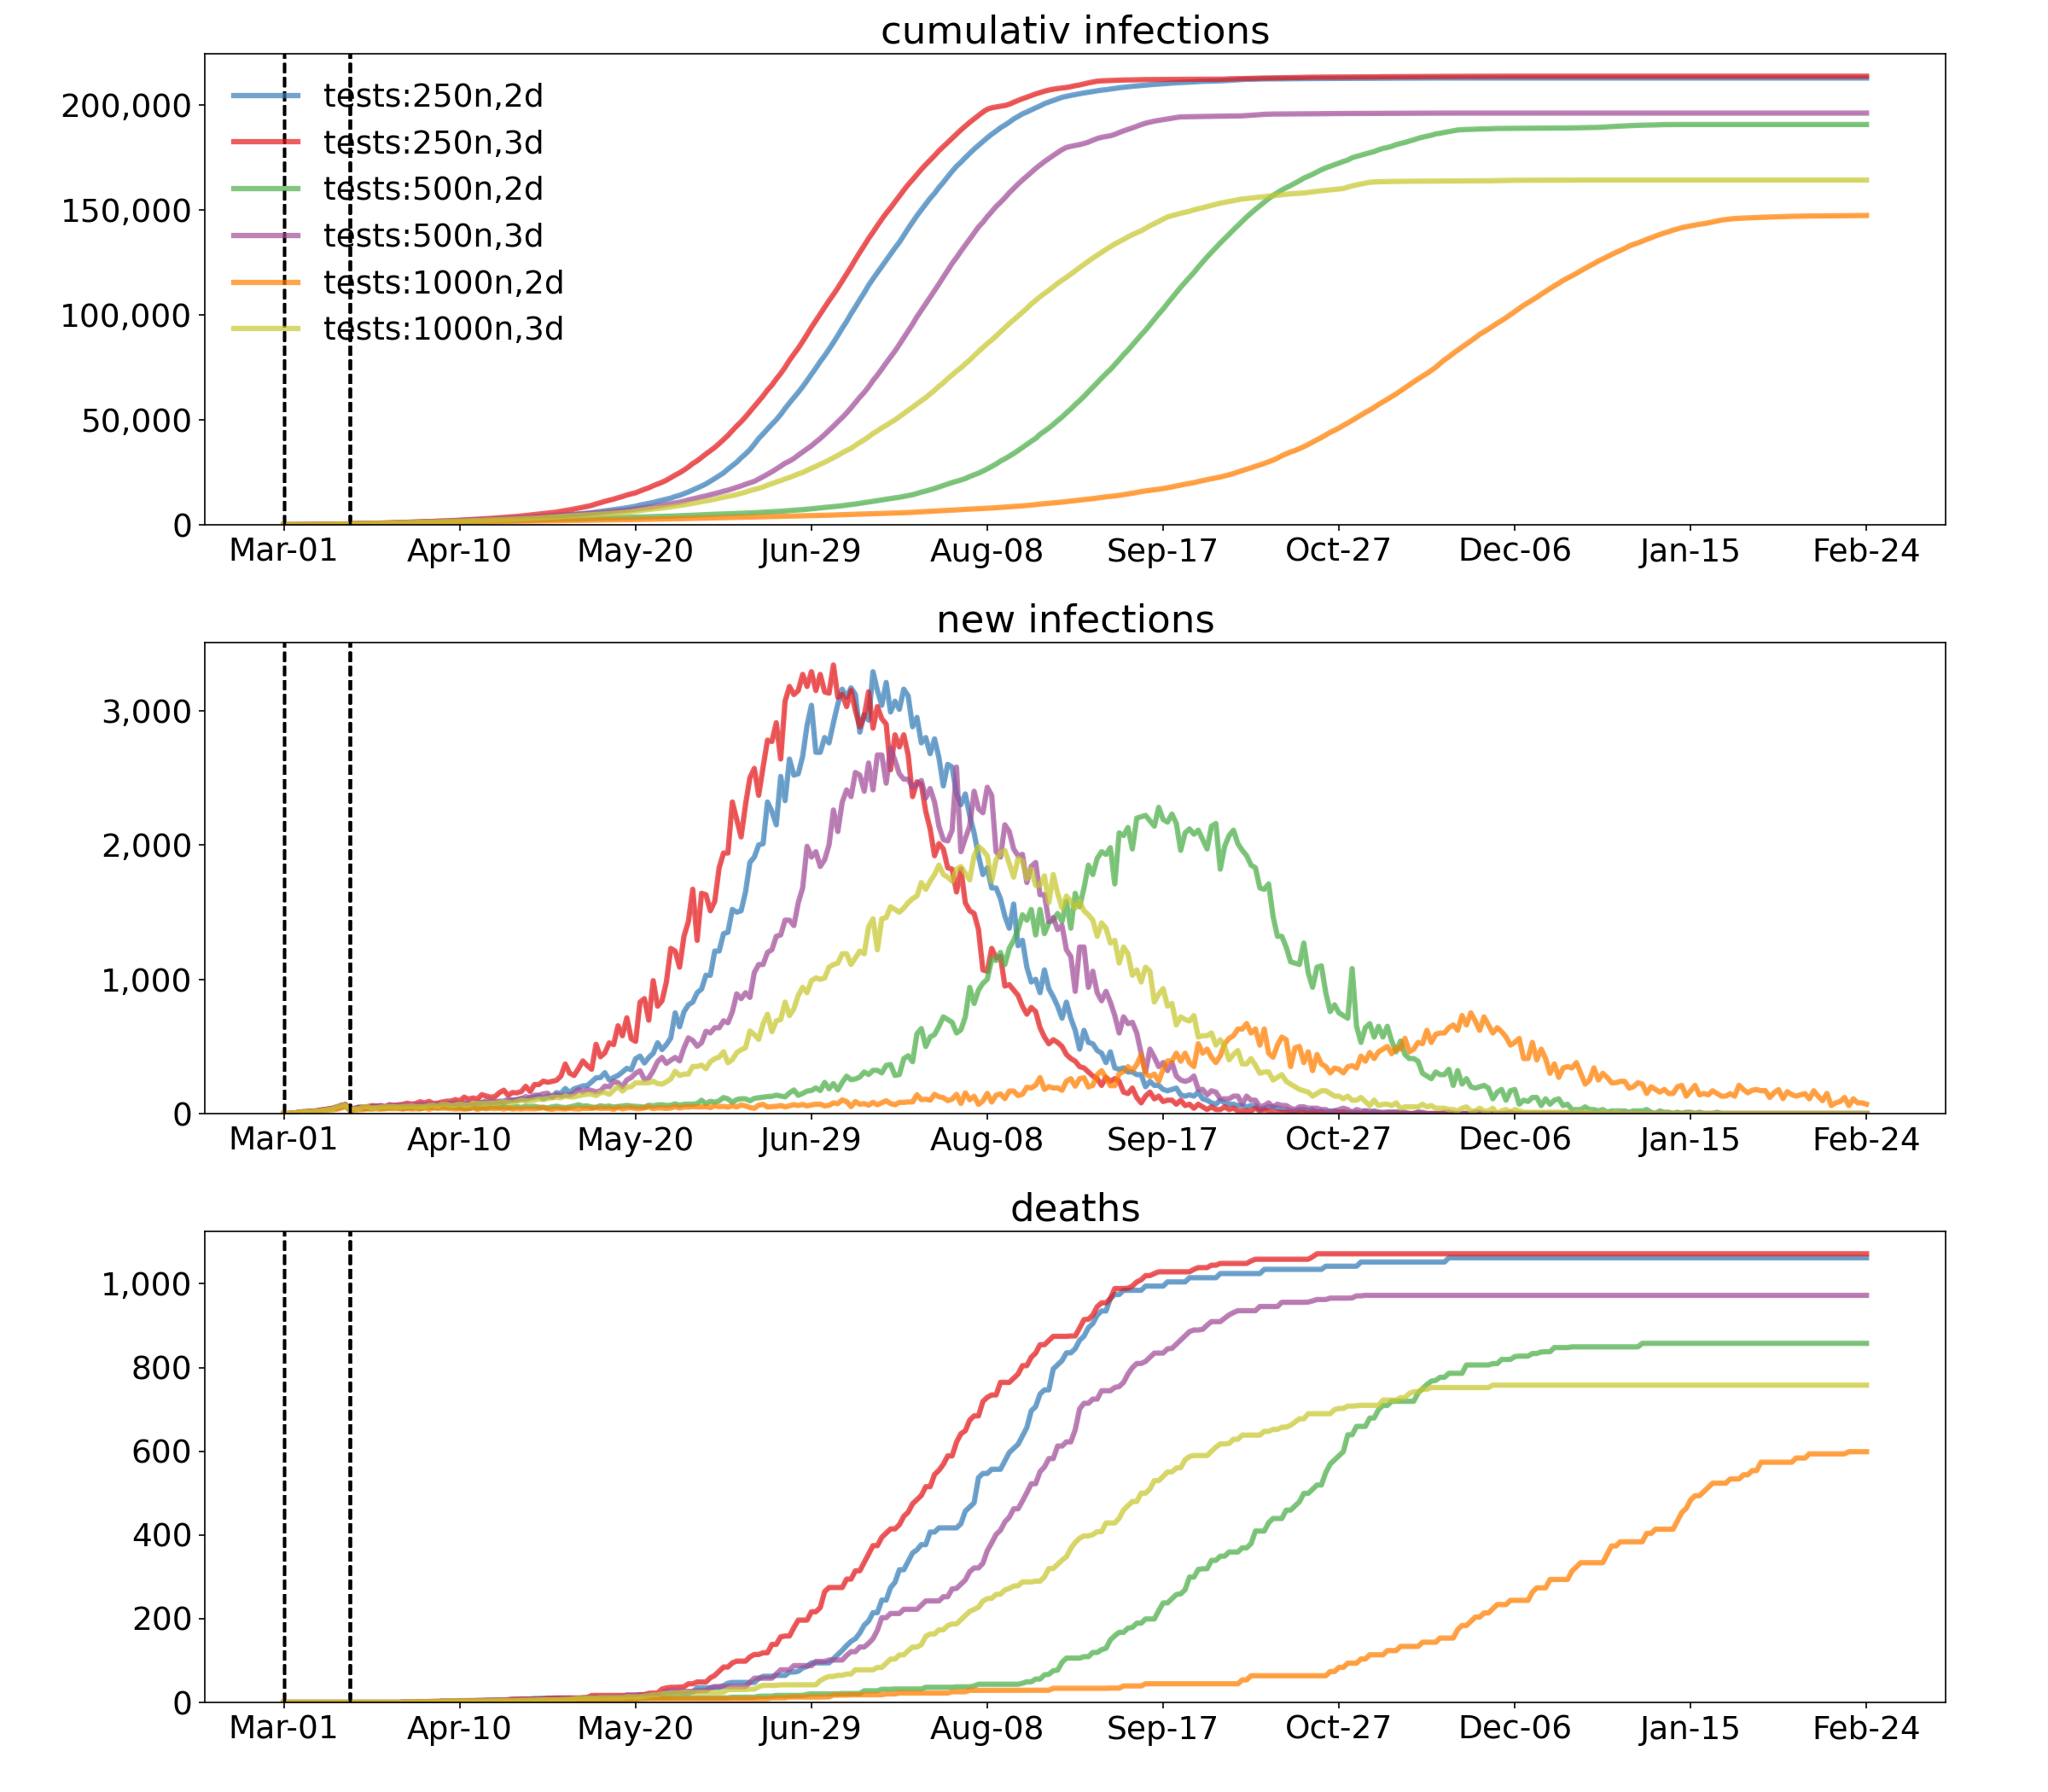 cumulativ infections
200,000
150,000
100,000
50,000
0
tests:250n,2d
tests:250n,3d
tests:500n,2d
tests:500n,3d
tests:1000n,2d
tests:1000n,3d
Mar-01 Apr-10 May-20 Jun-29 Aug-08 Sep-17 Oct-27 Dec-06 Jan-15 Feb-24
new infections
3,000
2,000
1,000
0
Mar-01 Apr-10 May-20 Jun-29 Aug-08 Sep-17 Oct-27 Dec-06 Jan-15 Feb-24
deaths
1,000
800
600
400
200
0
Mar-01 Apr-10 May-20 Jun-29 Aug-08 Sep-17 Oct-27 Dec-06 Jan-15 Feb-24